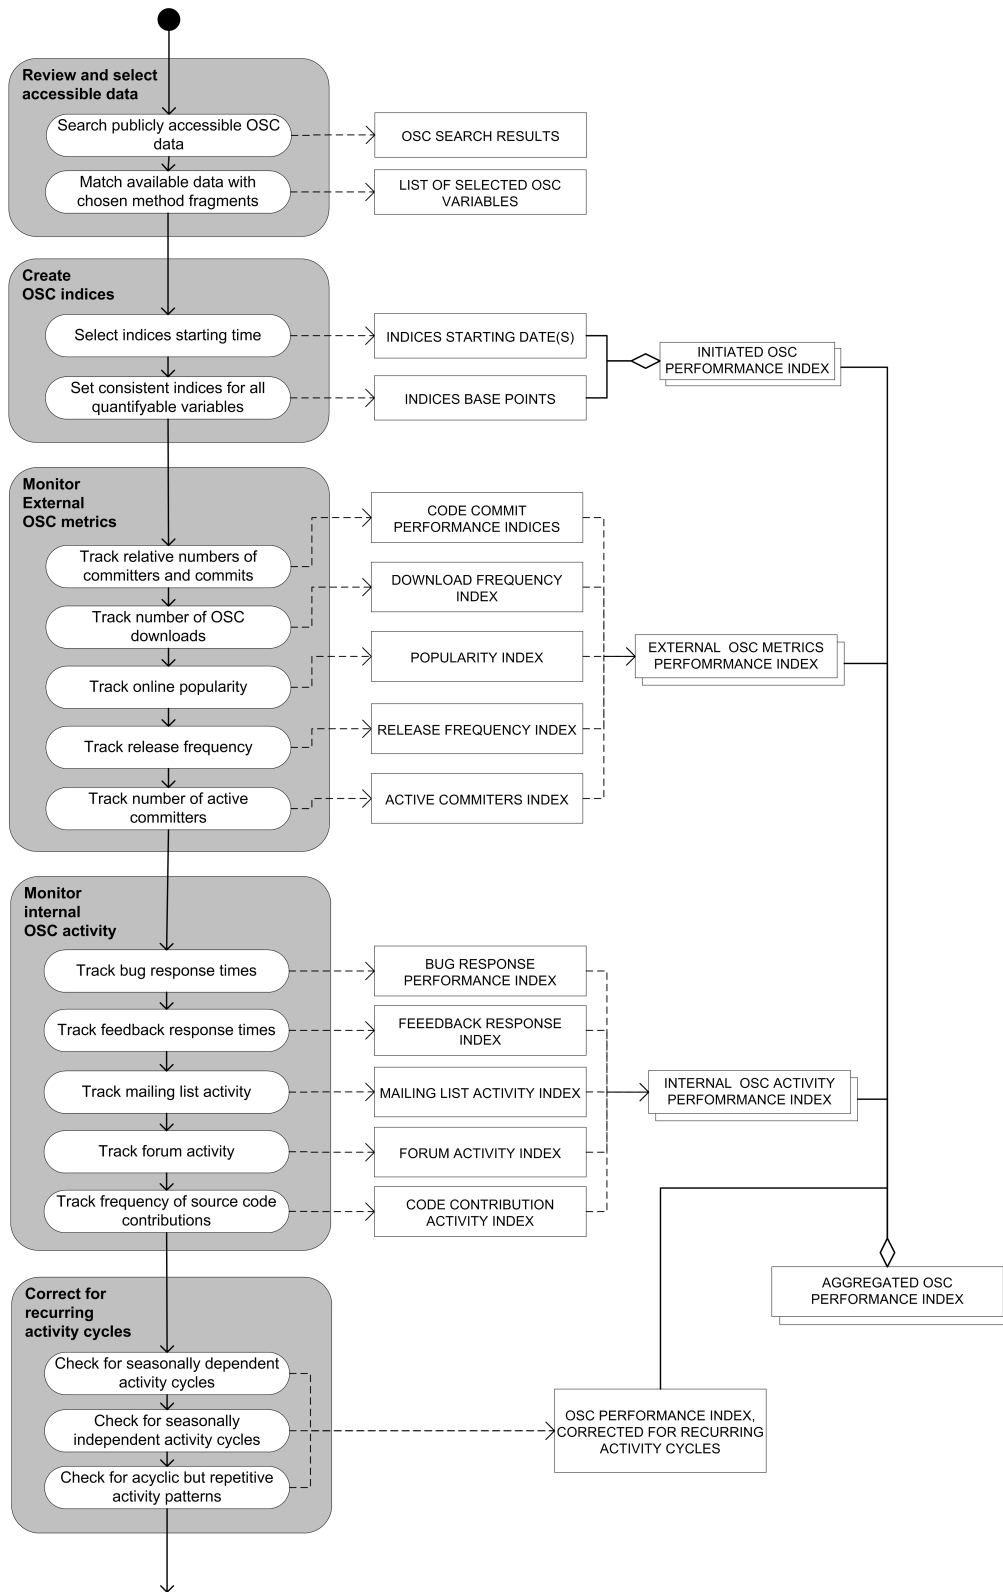 Review and select
accessible data
Search publicly accessible OSC
data
OSC SEARCH RESULTS
Match available data with
chosen method fragments
LIST OF SELECTED OSC
VARIABLES
Create
OSC indices
Select indices starting time
INDICES STARTING DATE(S)
Set consistent indices for all
quantifyable variables
INDICES BASE POINTS
INITIATED OSC
PERFOMRMANCE INDEX
Monitor
External
OSC metrics
Track relative numbers of
committers and commits
CODE COMMIT
PERFORMANCE INDICES
Track number of OSC
downloads
DOWNLOAD FREQUENCY
INDEX
Track online popularity
POPULARITY INDEX
Track release frequency
RELEASE FREQUENCY INDEX
Track number of active
committers
ACTIVE COMMITERS INDEX
EXTERNAL OSC METRICS
PERFOMRMANCE INDEX
Monitor
internal
OSC activity
Track bug response times
BUG RESPONSE
PERFORMANCE INDEX
Track feedback response times
FEEEDBACK RESPONSE
INDEX
Track mailing list activity
MAILING LIST ACTIVITY INDEX
Track forum activity
FORUM ACTIVITY INDEX
Track frequency of source code
contributions
CODE CONTRIBUTION
ACTIVITY INDEX
INTERNAL OSC ACTIVITY
PERFOMRMANCE INDEX
AGGREGATED OSC
PERFORMANCE INDEX
Correct for
recurring
activity cycles
Check for seasonally dependent
activity cycles
Check for seasonally
independent activity cycles
Check for acyclic but repetitive
activity patterns
OSC PERFORMANCE INDEX,
CORRECTED FOR RECURRING
ACTIVITY CYCLES